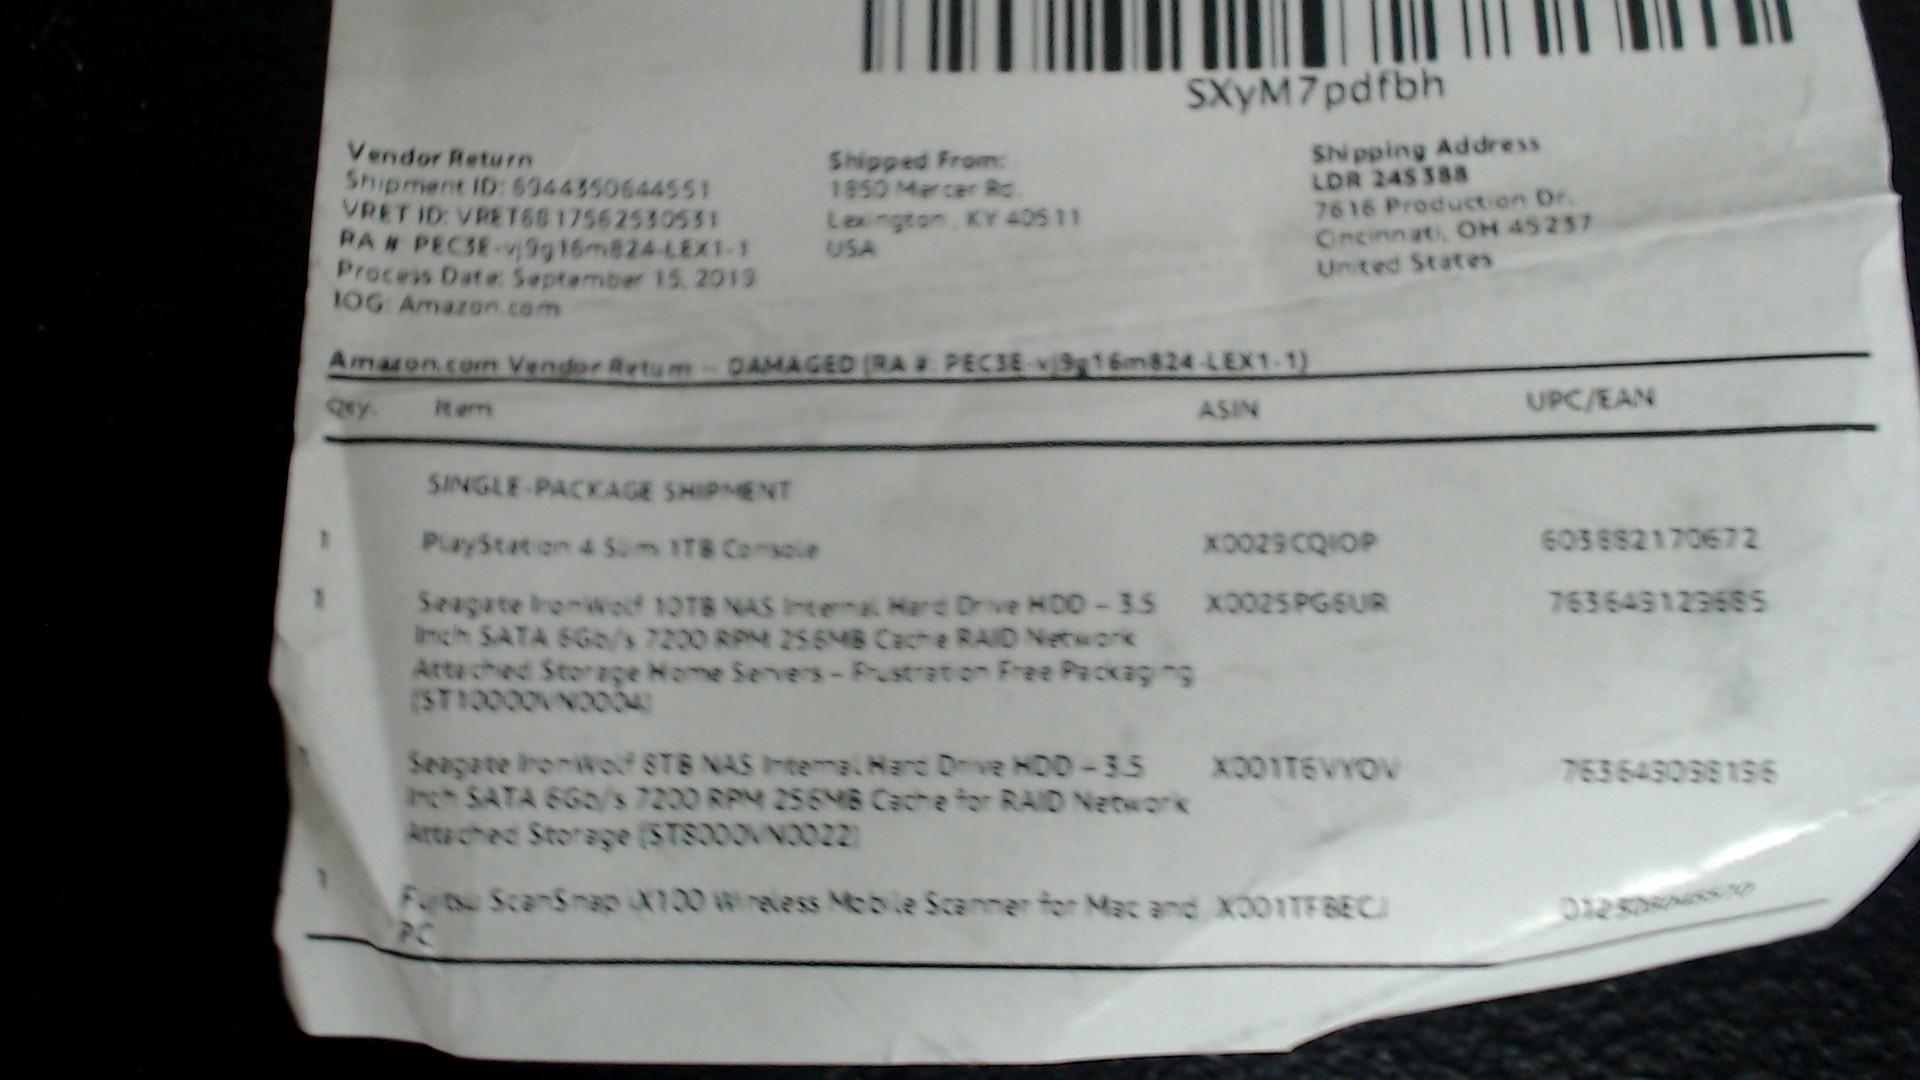 SXyM7pdfbh
Vendor Return
Shipment ID: 6944350644551
VRET ID: VRET6817562530531
RA # PEC3E-vj9g16m824-LEX1-1
Process Date: September 15, 2019
IOG: Amazon.com
Shipped From:
1850 Mercer Rd.
Lexington, KY 40511
USA
Shipping Address
LDR 245388
7616 Production Dr.
Cincinnati, OH 45237
United States
Amazon.com Vendor Return -- DAMAGED (RA #: PEC3E-vj9g16m824-LEX1-1)
Qty. Item ASIN UPC/EAN
SINGLE-PACKAGE SHIPMENT
1 PlayStation 4 Slim 1TB Console X0029CQIOP
1 Seagate IronWolf 10TB NAS Internal Hard Drive HDD – 3.5 X0025PG6UR 763649129685
Inch SATA 6Gb/s 7200 RPM 256MB Cache RAID Network
Attached Storage Home Servers – Frustration Free Packaging
(ST10000VN0004)
Seagate IronWolf 8TB NAS Internal Hard Drive HDD – 3.5 X001T6VYOV 763649098196
Inch SATA 6Gb/s 7200 RPM 256MB Cache for RAID Network
Attached Storage (ST8000VN0022)
1 Fujitsu ScanSnap iX100 Wireless Mobile Scanner for Mac and X001TFBECJ
PC